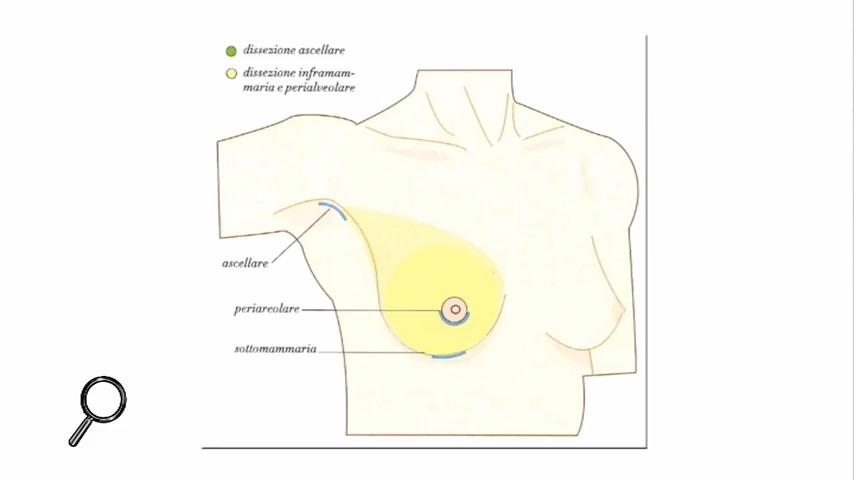 dissezione ascellare
dissezione inframam-
maria e perialveolare
ascellare
periareolare
sottomammaria